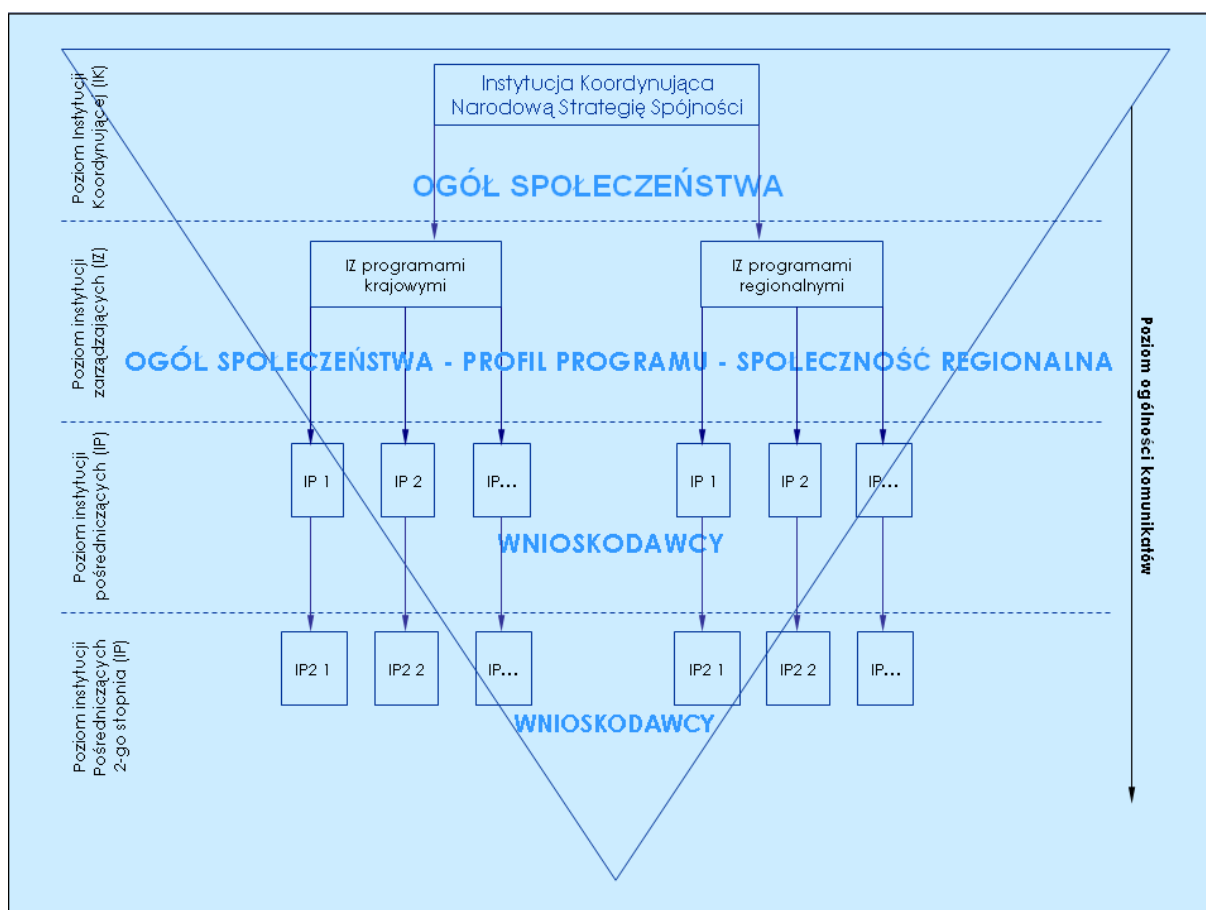 Poziom Instytucji
Koordynującej (IK)
Instytucja Koordynująca
Narodową Strategię Spójności
OGÓŁ SPOŁECZEŃSTWA
Poziom instytucji
zarządzających (IZ)
IZ programami
krajowymi
IZ programami
regionalnymi
OGÓŁ SPOŁECZEŃSTWA - PROFIL PROGRAMU - SPOŁECZNOŚĆ REGIONALNA
Poziom instytucji
pośredniczących (IP)
IP 1
IP 2
IP...
IP 1
IP 2
IP...
WNIOSKODAWCY
Poziom instytucji
Pośredniczących
2-go stopnia (IP)
IP2 1
IP2 2
IP...
IP2 1
IP2 2
IP...
WNIOSKODAWCY
Poziom ogólności komunikatów